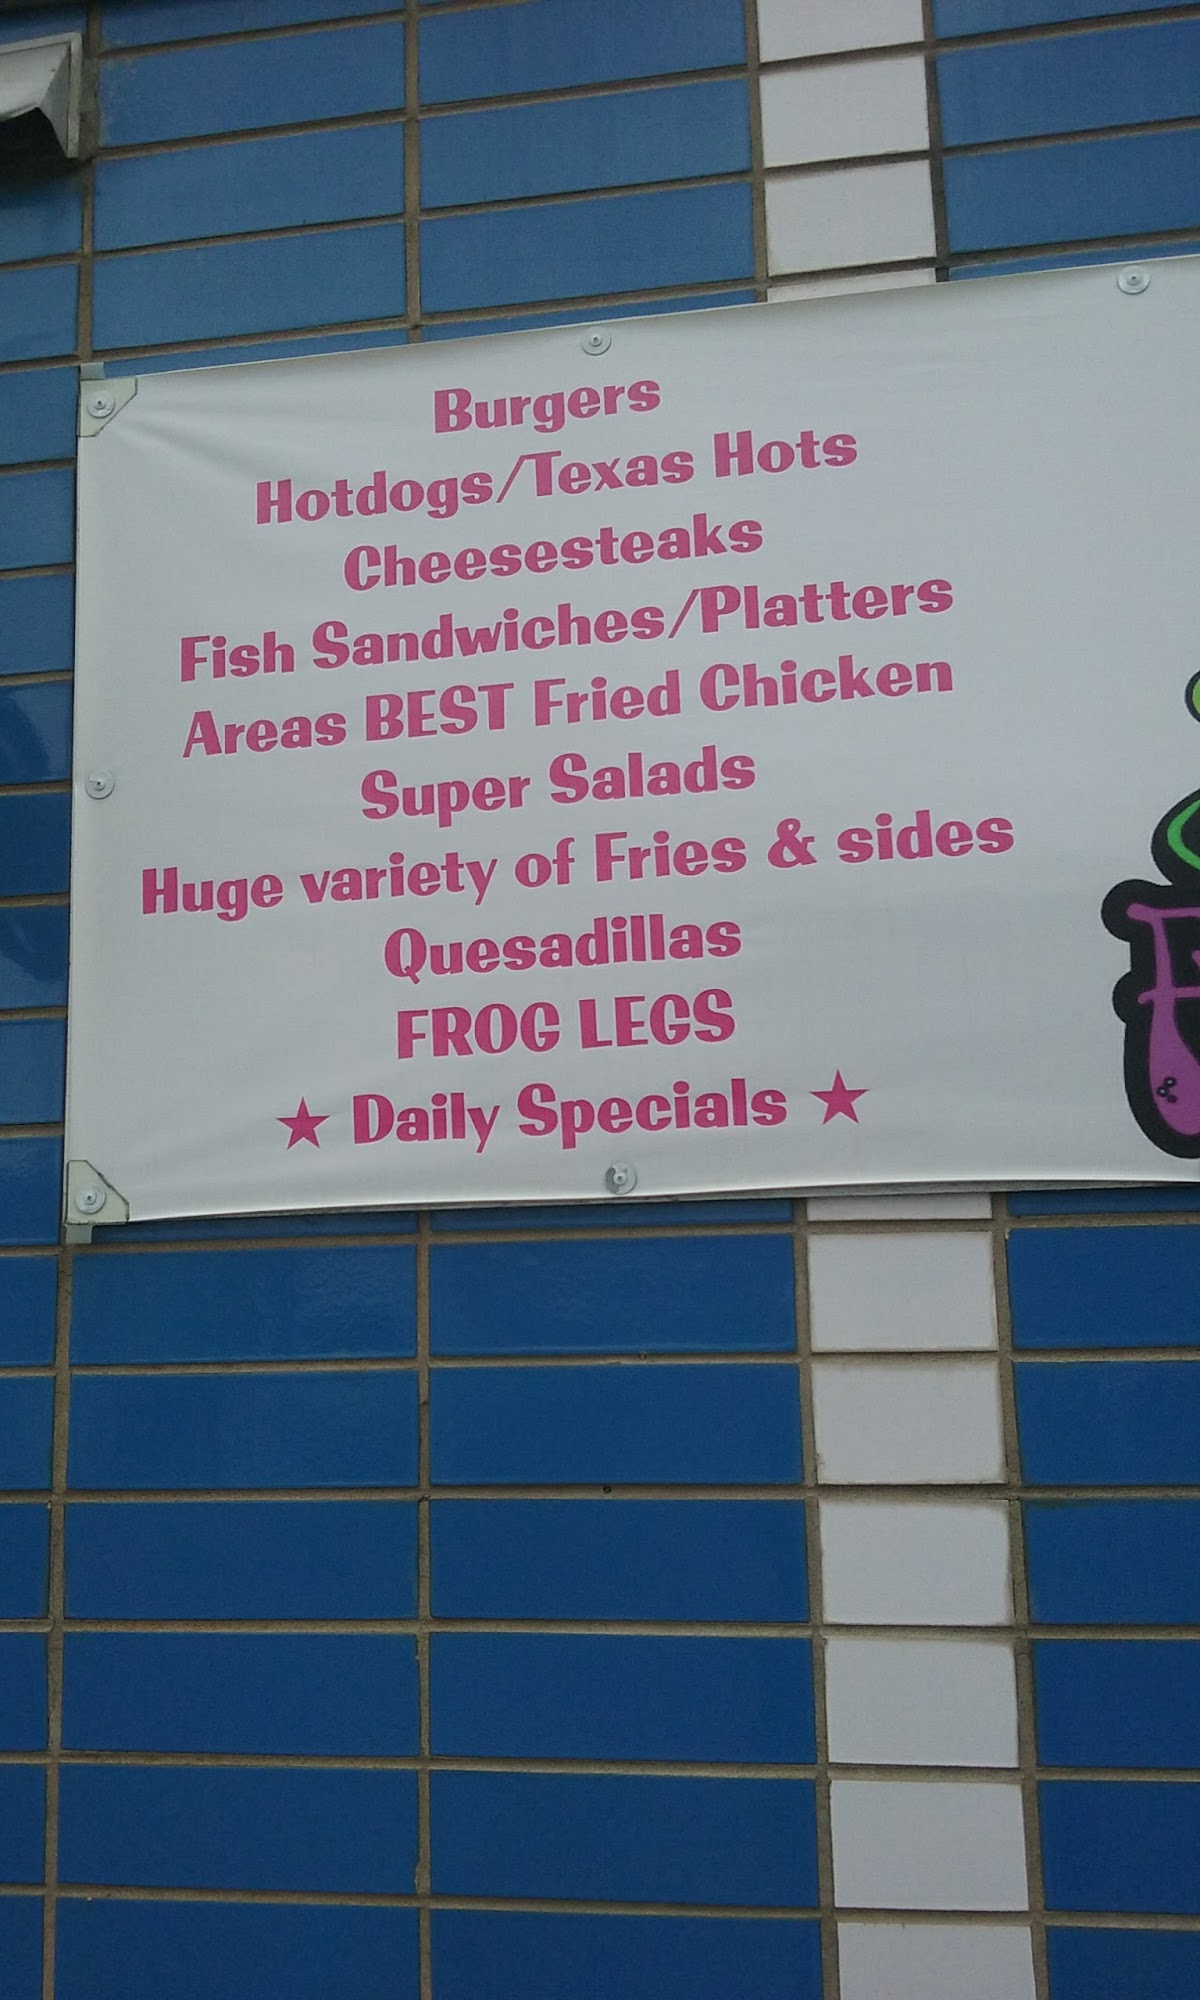 Burgers
Hotdogs/Texas Hots
Cheesesteaks
Fish Sandwiches/Platters
Areas BEST Fried Chicken
Super Salads
Huge variety of Fries & sides
Quesadillas
FROG LEGS
★ Daily Specials ★